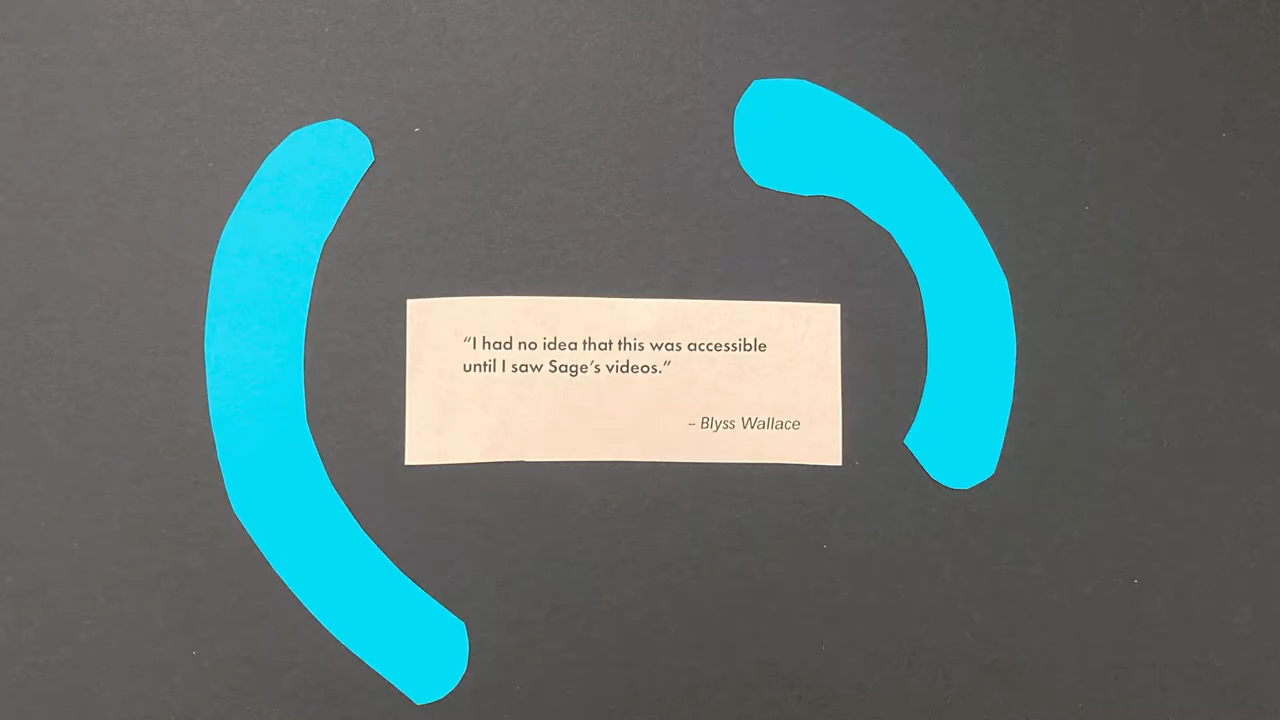 “I had no idea that this was accessible
until I saw Sage’s videos.”
– Blyss Wallace